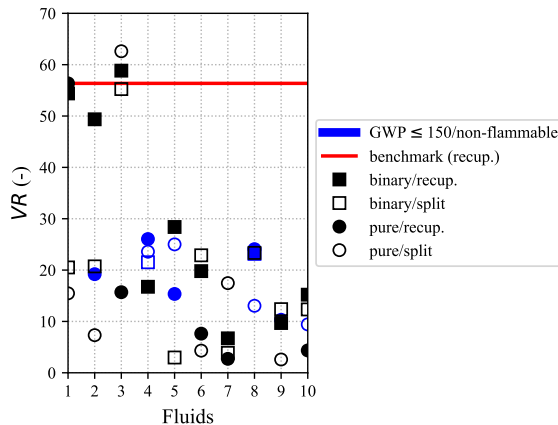 70
60
50
40
30
20
10
0
VR (-)
1 2 3 4 5 6 7 8 9 10
Fluids
GWP ≤ 150/non-flammable
benchmark (recup.)
binary/recup.
binary/split
pure/recup.
pure/split